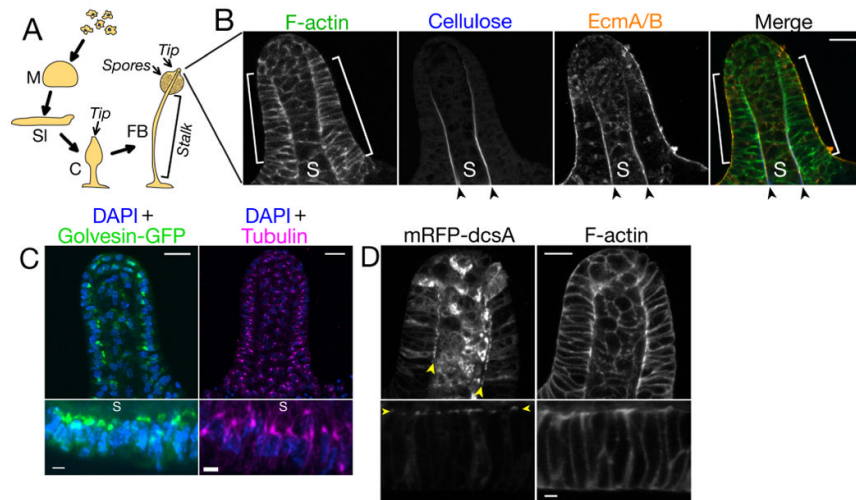 A
M
Sl
C
Tip
FB
Spores
Tip
Stalk
B
F-actin
Cellulose
EcmA/B
Merge
S
S
S
S
C
DAPI +
Golvesin-GFP
DAPI +
Tubulin
S
S
D
mRFP-dcsA
F-actin